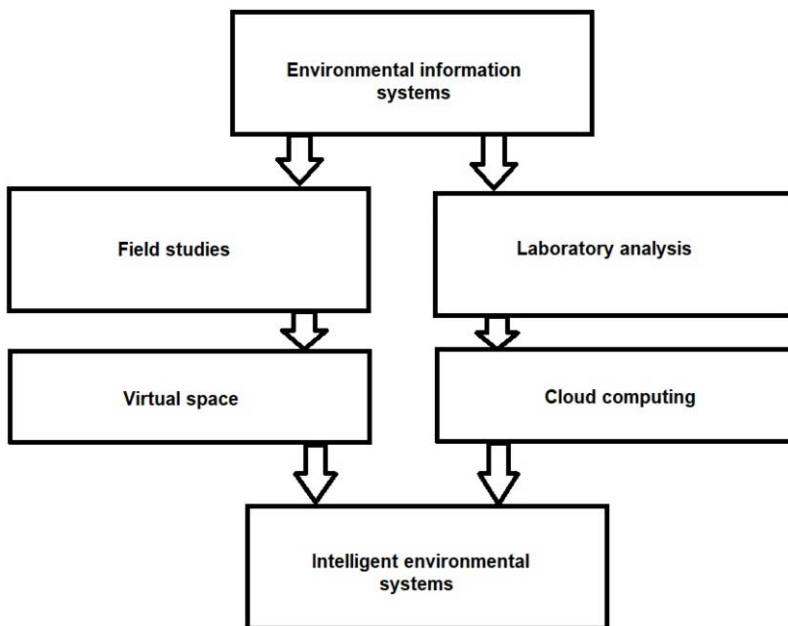 Environmental information
systems
Field studies
Laboratory analysis
Virtual space
Cloud computing
Intelligent environmental
systems